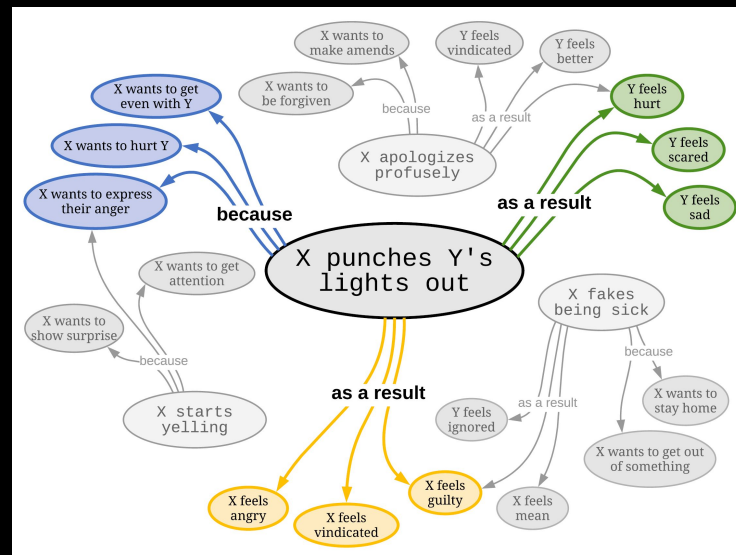 X wants to
make amends
Y feels
vindicated
Y feels
better
X wants to
be forgiven
because
as a result
X apologizes
profusely
X wants to get
even with Y
X wants to hurt Y
X wants to express
their anger
because
Y feels
hurt
Y feels
scared
Y feels
sad
as a result
X punches Y's
lights out
X wants to get
attention
X wants to
show surprise
because
X starts
yelling
as a result
X feels
angry
X feels
vindicated
X feels
guilty
X fakes
being sick
because
as a result
Y feels
ignored
X feels
mean
X wants to
stay home
X wants to get out
of something